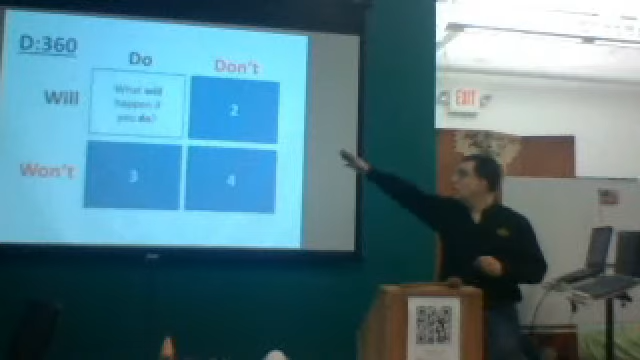 D:360
Do
Don't
Will
What will
happen if
you do?
2
Won't
3
4
EXIT